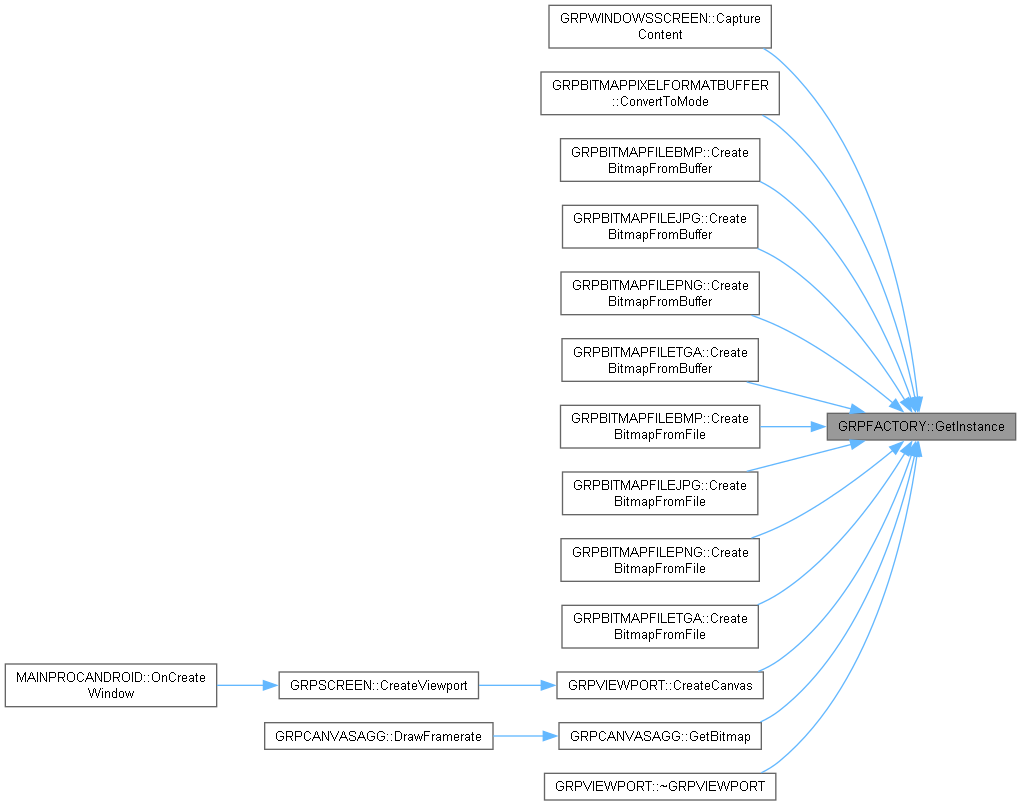 GRPWINDOWSSCREEN::Capture
Content
GRPBITMAPPIXELFORMATBUFFER
::ConvertToMode
GRPBITMAPFILEBMP::Create
BitmapFromBuffer
GRPBITMAPFILEJPG::Create
BitmapFromBuffer
GRPBITMAPFILEPNG::Create
BitmapFromBuffer
GRPBITMAPFILETGA::Create
BitmapFromBuffer
GRPBITMAPFILEBMP::Create
BitmapFromFile
GRPFACTORY::GetInstance
GRPBITMAPFILEJPG::Create
BitmapFromFile
GRPBITMAPFILEPNG::Create
BitmapFromFile
GRPBITMAPFILETGA::Create
BitmapFromFile
MAINPROCANDROID::OnCreate
Window
GRPSCREEN::CreateViewport
GRPVIEWPORT::CreateCanvas
GRPCANVASAGG::DrawFramerate
GRPCANVASAGG::GetBitmap
GRPVIEWPORT::~GRPVIEWPORT